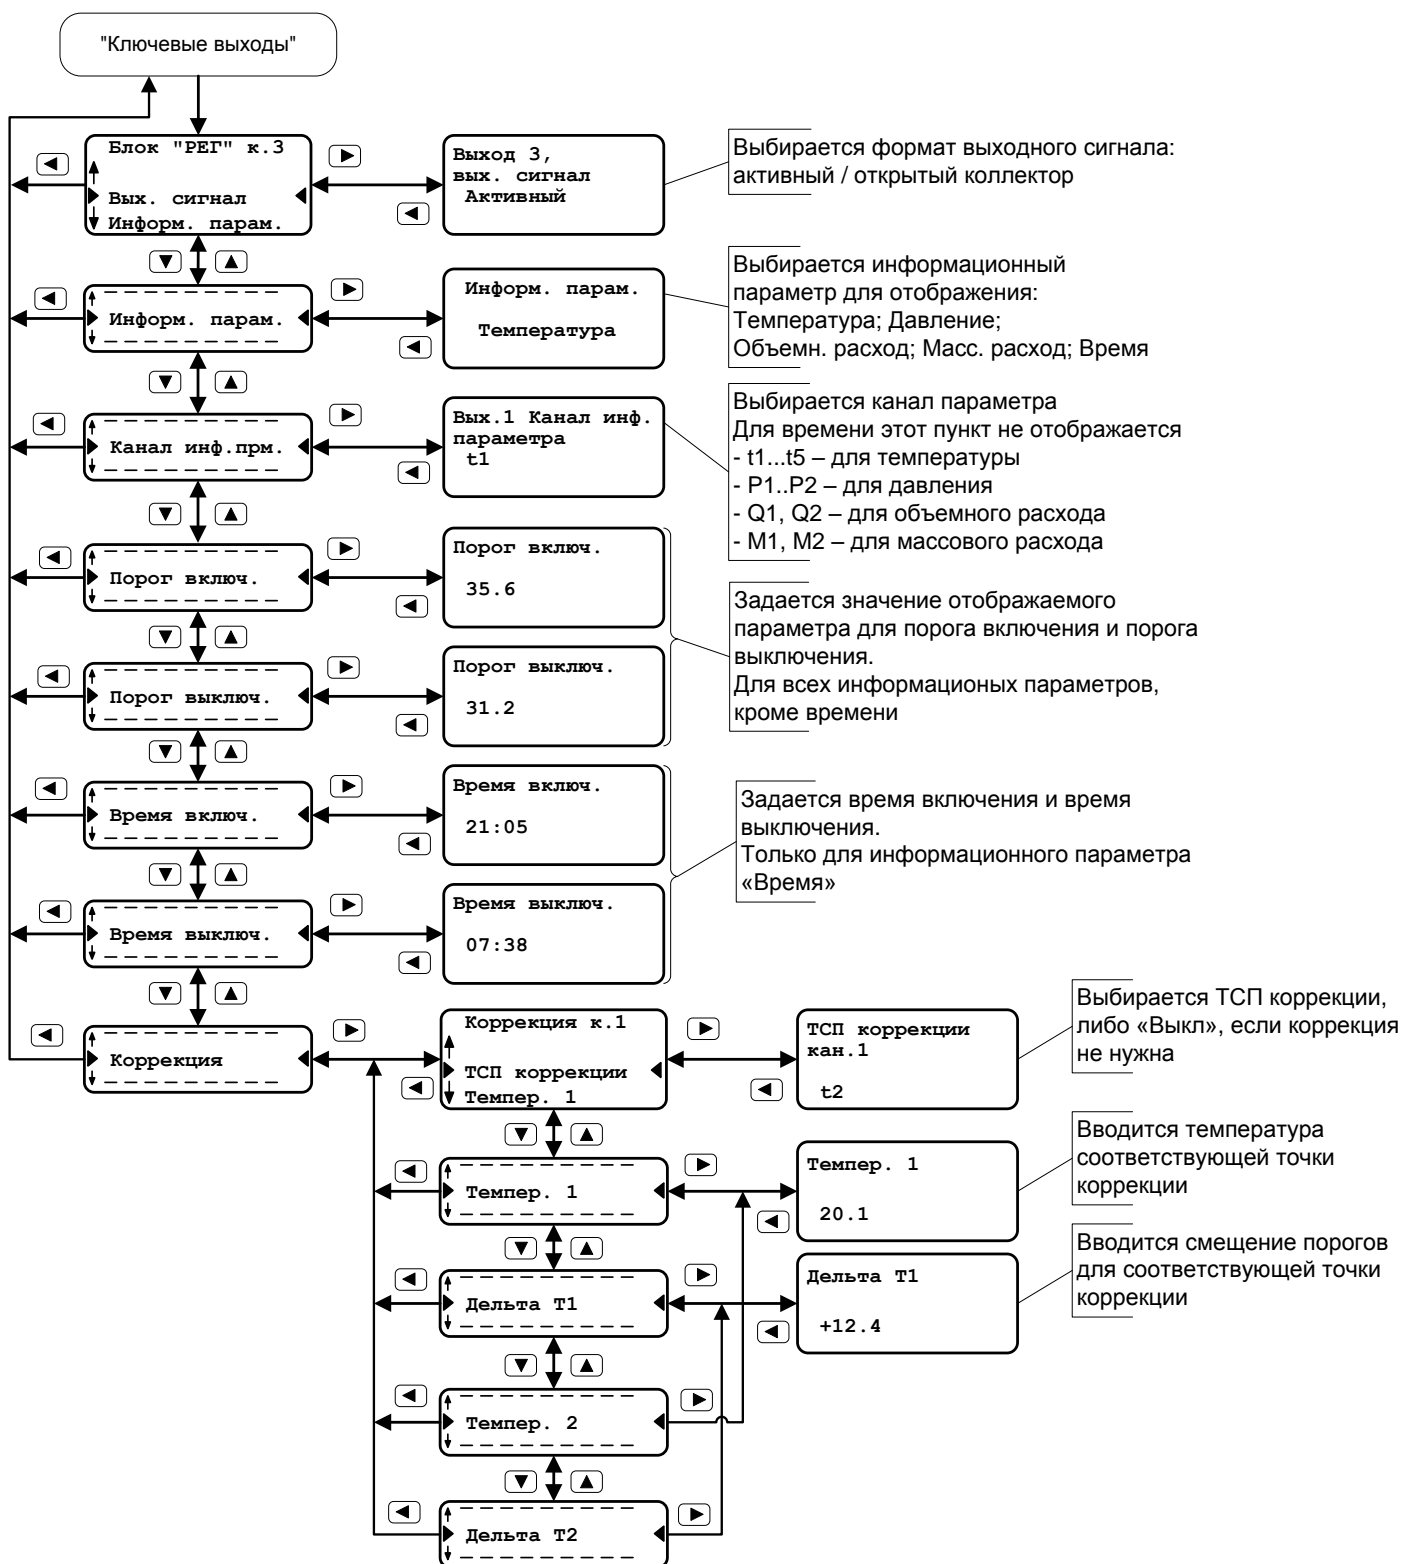 "Ключевые выходы"
Блок "РЕГ" к.3
Вых. сигнал
Информ. парам.
Выход 3,
вых. сигнал
Активный
Выбирается формат выходного сигнала:
активный / открытый коллектор
Информ. парам.
Информ. парам.
Температура
Выбирается информационный
параметр для отображения:
Температура; Давление;
Объемн. расход; Масс. расход; Время
Канал инф.прм.
Вых.1 Канал инф.
параметра
t1
Выбирается канал параметра
Для времени этот пункт не отображается
- t1...t5 – для температуры
- P1..P2 – для давления
- Q1, Q2 – для объемного расхода
- M1, M2 – для массового расхода
Порог включ.
Порог включ.
35.6
Порог выключ.
Порог выключ.
31.2
Задается значение отображаемого
параметра для порога включения и порога
выключения.
Для всех информационых параметров,
кроме времени
Время включ.
Время включ.
21:05
Время выключ.
Время выключ.
07:38
Задается время включения и время
выключения.
Только для информационного параметра
«Время»
Коррекция
Коррекция к.1
ТСП коррекции
Темпер. 1
ТСП коррекции
кан.1
t2
Выбирается ТСП коррекции,
либо «Выкл», если коррекция
не нужна
Темпер. 1
Темпер. 1
20.1
Вводится температура
соответствующей точки
коррекции
Дельта Т1
Дельта Т1
+12.4
Вводится смещение порогов
для соответствующей точки
коррекции
Темпер. 2
Дельта Т2